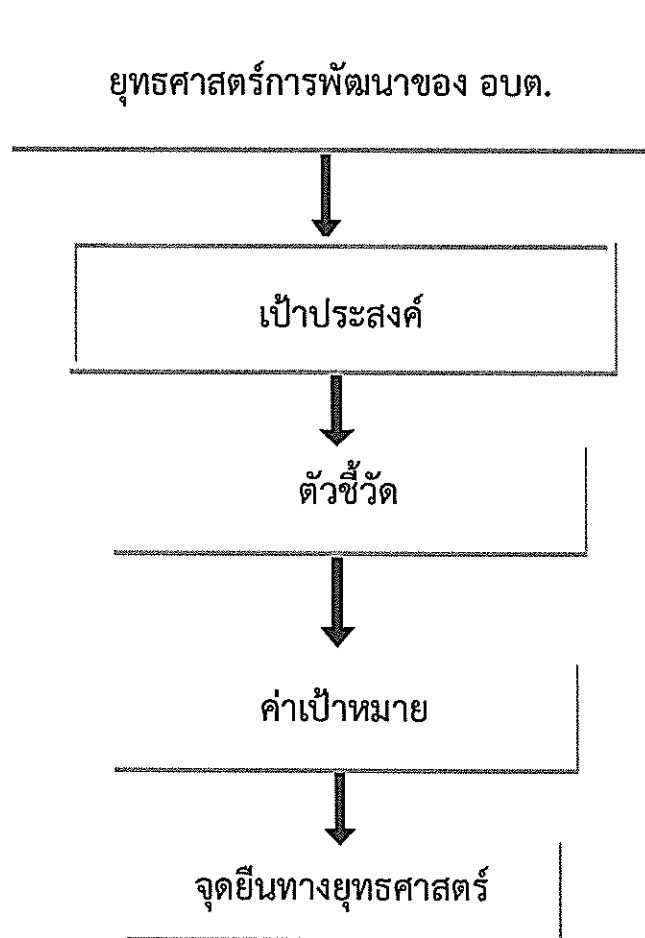 ยุทธศาสตร์การพัฒนาของ อบต.
เป้าประสงค์
ตัวชี้วัด
ค่าเป้าหมาย
จุดยืนทางยุทธศาสตร์